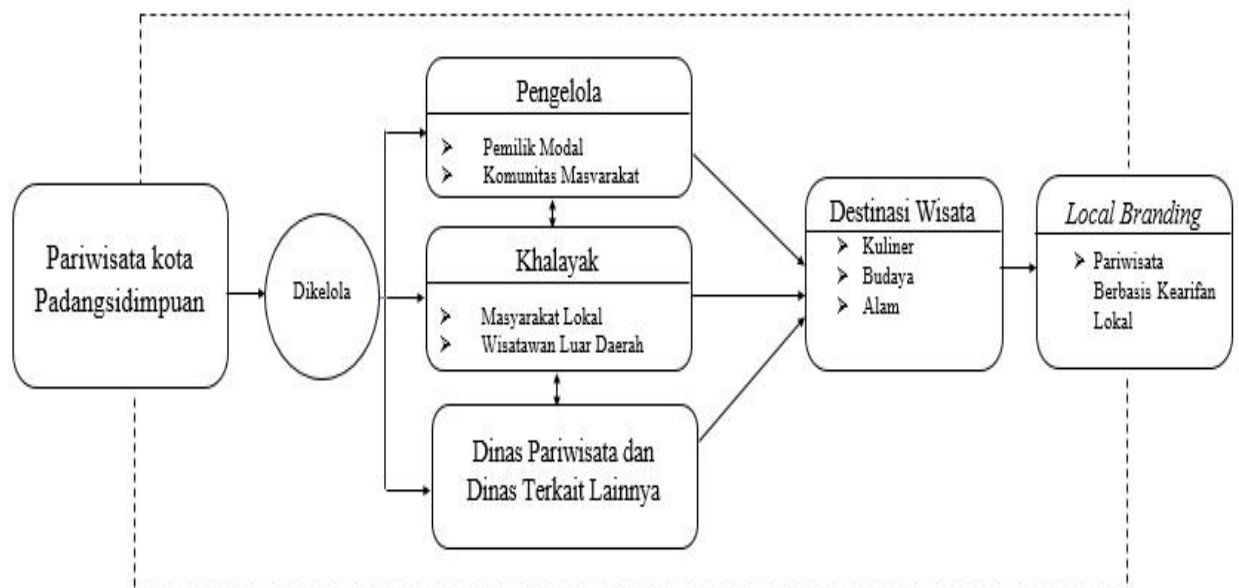 Pariwisata kota
Padangsidimpuan
Dikelola
Pengelola
➢ Pemilik Modal
➢ Komunitas Masvarakat
Khalayak
➢ Masyarakat Lokal
➢ Wisatawan Luar Daerah
Dinas Pariwisata dan
Dinas Terkait Lainnya
Destinasi Wisata
➢ Kuliner
➢ Budaya
➢ Alam
Local Branding
➢ Pariwisata
Berbasis Kearifan
Lokal